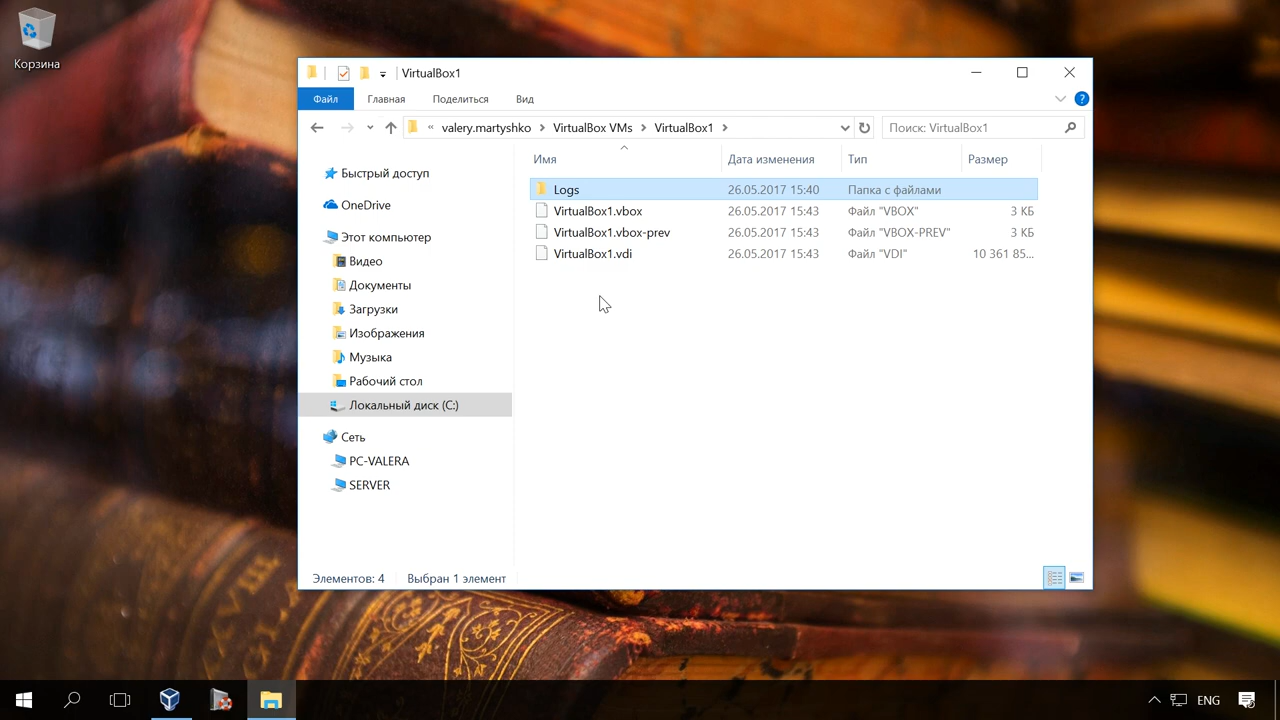 Корзина
VirtualBox1
Файл
Главная
Поделиться
Вид
?
« valery.martyshko > VirtualBox VMs > VirtualBox1 >
Поиск: VirtualBox1
Имя Дата изменения Тип Размер
Logs 26.05.2017 15:40 Папка с файлами
VirtualBox1.vbox 26.05.2017 15:43 Файл "VBOX" 3 КБ
VirtualBox1.vbox-prev 26.05.2017 15:43 Файл "VBOX-PREV" 3 КБ
VirtualBox1.vdi 26.05.2017 15:43 Файл "VDI" 10 361 85...
Быстрый доступ
OneDrive
Этот компьютер
Видео
Документы
Загрузки
Изображения
Музыка
Рабочий стол
Локальный диск (C:)
Сеть
PC-VALERA
SERVER
Элементов: 4
Выбран 1 элемент
ENG